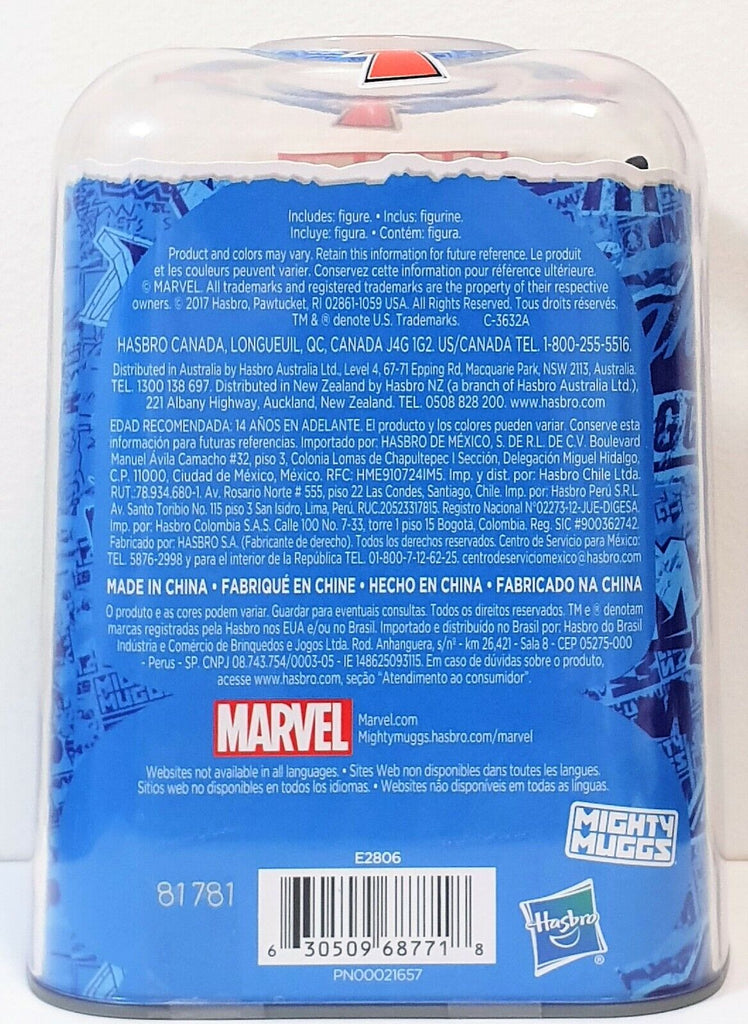 Includes: figure. • Inclus: figurine.
Incluye: figura. • Contém: figura.
Product and colors may vary. Retain this information for future reference. Le produit
et les couleurs peuvent varier. Conservez cette information pour référence ultérieure.
© MARVEL. All trademarks and registered trademarks are the property of their respective
owners. © 2017 Hasbro, Pawtucket, RI 02861-1059 USA. All Rights Reserved. Tous droits réservés.
TM & ® denote U.S. Trademarks. C-3632A
HASBRO CANADA, LONGUEUIL, QC, CANADA J4G 1G2. US/CANADA TEL. 1-800-255-5516.
Distributed in Australia by Hasbro Australia Ltd., Level 4, 67-71 Epping Rd, Macquarie Park, NSW 2113, Australia.
TEL. 1300 138 697. Distributed in New Zealand by Hasbro NZ (a branch of Hasbro Australia Ltd.),
221 Albany Highway, Auckland, New Zealand. TEL. 0508 828 200. www.hasbro.com
EDAD RECOMENDADA: 14 AÑOS EN ADELANTE. El producto y los colores pueden variar. Conserve esta
información para futuras referencias. Importado por: HASBRO DE MÉXICO, S. DE R.L. DE C.V. Boulevard
Manuel Ávila Camacho #32, piso 3, Colonia Lomas de Chapultepec I Sección, Delegación Miguel Hidalgo,
C.P. 11000, Ciudad de México, México. RFC: HME910724IM5. Imp. y dist. por: Hasbro Chile Ltda.
RUT.:78.934.680-1. Av. Rosario Norte # 555, piso 22 Las Condes, Santiago, Chile. Imp. por: Hasbro Perú S.R.L.
Av. Santo Toribio No. 115 piso 3 San Isidro, Lima, Perú. RUC.20523317815. Registro Nacional N°02273-12-JUE-DIGESA.
Imp. por: Hasbro Colombia S.A.S. Calle 100 No. 7-33, torre 1 piso 15 Bogotá, Colombia. Reg. SIC #900362742.
Fabricado por: HASBRO S.A. (Fabricante de derecho). Todos los derechos reservados. Centro de Servicio para México:
TEL. 5876-2998 y para el interior de la República TEL. 01-800-7-12-62-25. centrodeserviciomexico@hasbro.com
MADE IN CHINA • FABRIQUÉ EN CHINE • HECHO EN CHINA • FABRICADO NA CHINA
O produto e as cores podem variar. Guardar para eventuais consultas. Todos os direitos reservados. TM e ® denotam
marcas registradas pela Hasbro nos EUA e/ou no Brasil. Importado e distribuído no Brasil por: Hasbro do Brasil
Indústria e Comércio de Brinquedos e Jogos Ltda. Rod. Anhanguera, s/nº - km 26,421 - Sala 8 - CEP 05275-000
- Perus - SP. CNPJ 08.743.754/0003-05 - IE 148625093115. Em caso de dúvidas sobre o produto,
acesse www.hasbro.com, seção "Atendimento ao consumidor".
MARVEL
Marvel.com
Mightymuggs.hasbro.com/marvel
Websites not available in all languages. • Sites Web non disponibles dans toutes les langues.
Sitios web no disponibles en todos los idiomas. • Websites não disponíveis em todas as línguas.
MIGHTY
MUGGS
E2806
81781
6 30509 68771 8
Hasbro
PN00021657